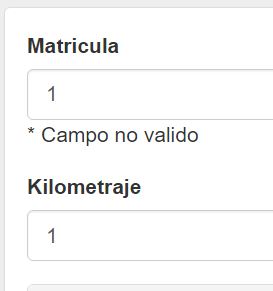 Matricula
1
* Campo no valido
Kilometraje
1